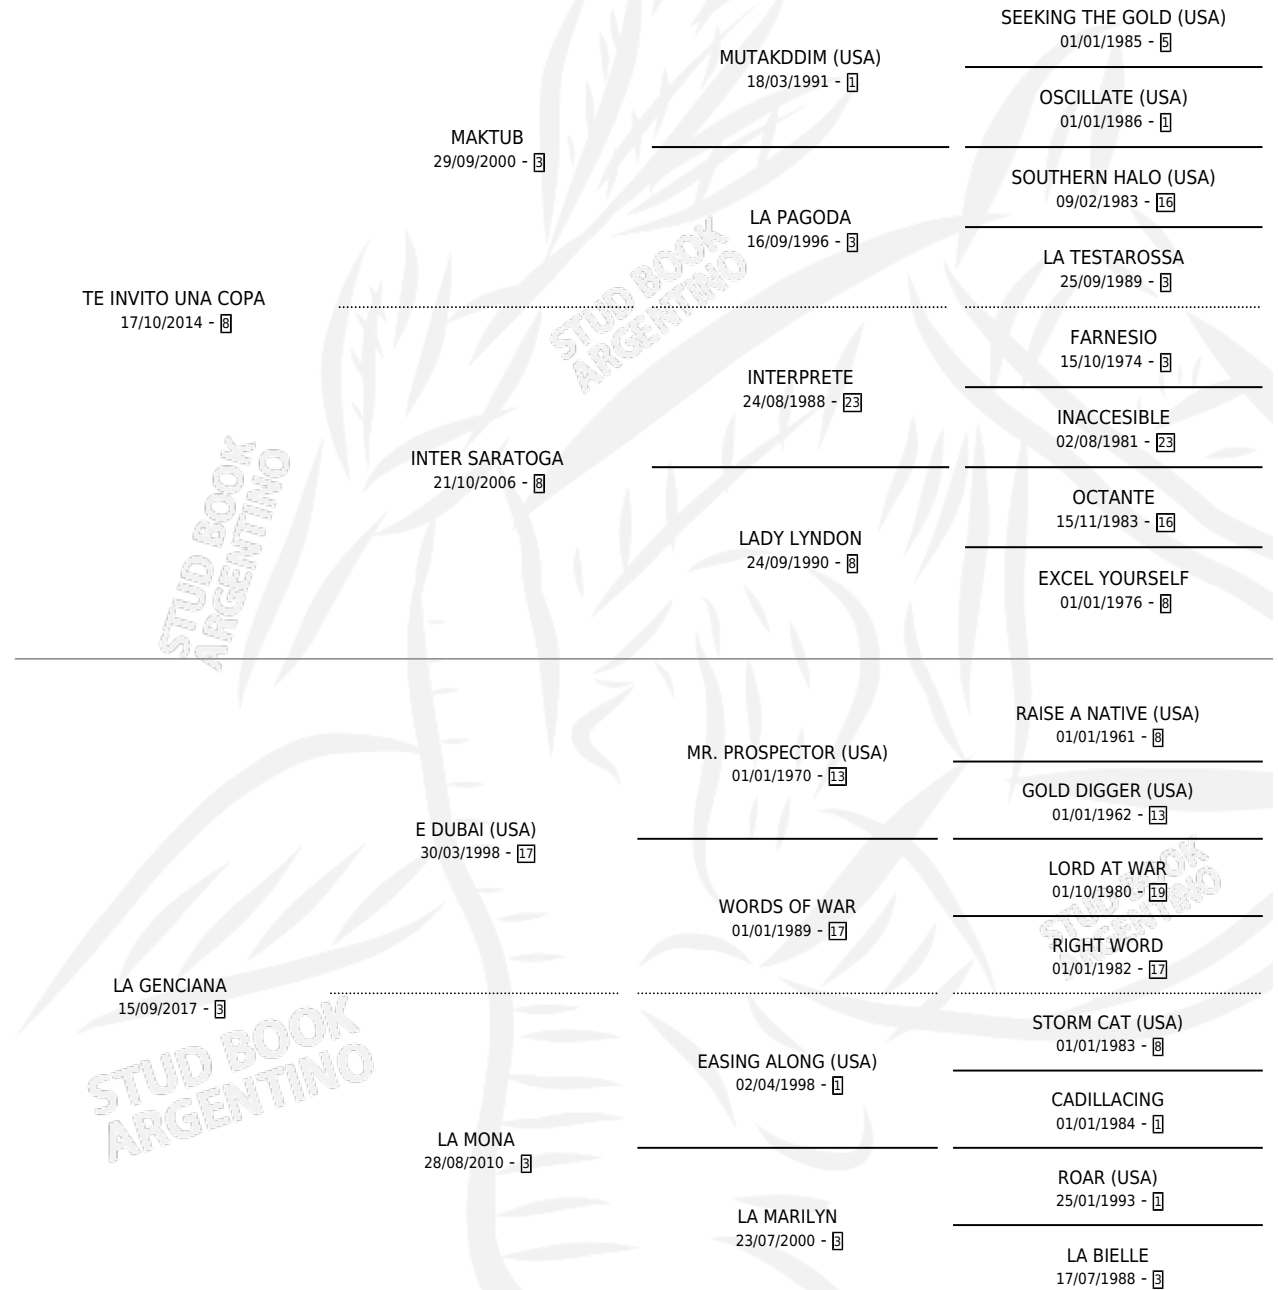 SEEKING THE GOLD (USA)
01/01/1985 - 5
MUTAKDDIM (USA)
18/03/1991 - 1
OSCILLATE (USA)
01/01/1986 - 1
MAKTUB
29/09/2000 - 3
SOUTHERN HALO (USA)
09/02/1983 - 16
LA PAGODA
16/09/1996 - 3
LA TESTAROSSA
25/09/1989 - 3
TE INVITO UNA COPA
17/10/2014 - 8
STUD BOOK
ARGENTINO
FARNESIO
15/10/1974 - 3
INTERPRETE
24/08/1988 - 23
INACCESIBLE
02/08/1981 - 23
INTER SARATOGA
21/10/2006 - 8
OCTANTE
15/11/1983 - 16
LADY LYNDON
24/09/1990 - 8
EXCEL YOURSELF
01/01/1976 - 8
STUD BOOK
ARGENTINO
RAISE A NATIVE (USA)
01/01/1961 - 8
MR. PROSPECTOR (USA)
01/01/1970 - 13
GOLD DIGGER (USA)
01/01/1962 - 13
E DUBAI (USA)
30/03/1998 - 17
LORD AT WAR
01/10/1980 - 19
WORDS OF WAR
01/01/1989 - 17
STUD BOOK
ARGENTINO
RIGHT WORD
01/01/1982 - 17
LA GENCIANA
15/09/2017 - 3
STUD BOOK
ARGENTINO
STORM CAT (USA)
01/01/1983 - 8
EASING ALONG (USA)
02/04/1998 - 1
CADILLACING
01/01/1984 - 1
LA MONA
28/08/2010 - 3
ROAR (USA)
25/01/1993 - 1
LA MARILYN
23/07/2000 - 3
LA BIELLE
17/07/1988 - 3